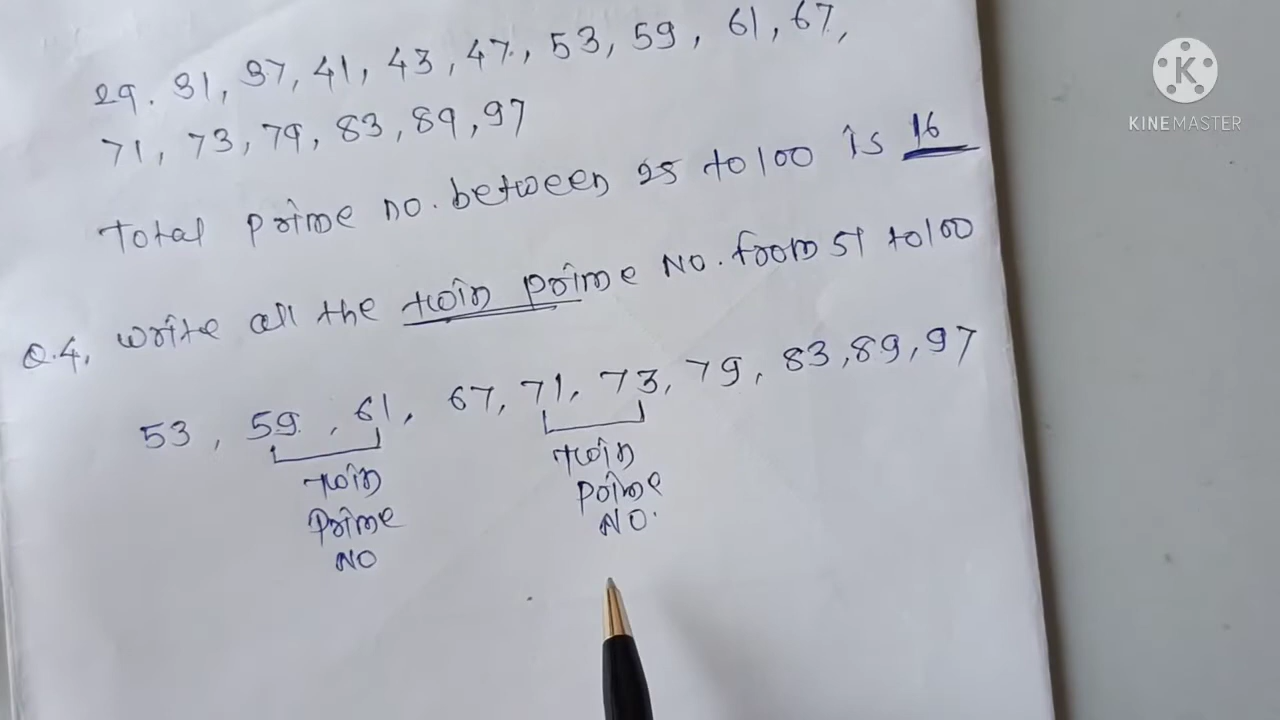 29. 31, 37, 41, 43, 47, 53, 59, 61, 67,
71, 73, 79, 83, 89, 97
Total prime no. between 25 to 100 is 16
Q.4, write all the twin prime No. from 51 to 100
53, 59, 61, 67, 71, 73, 79, 83, 89, 97
twin
prime
NO
twin
prime
NO.
K
KINEMASTER